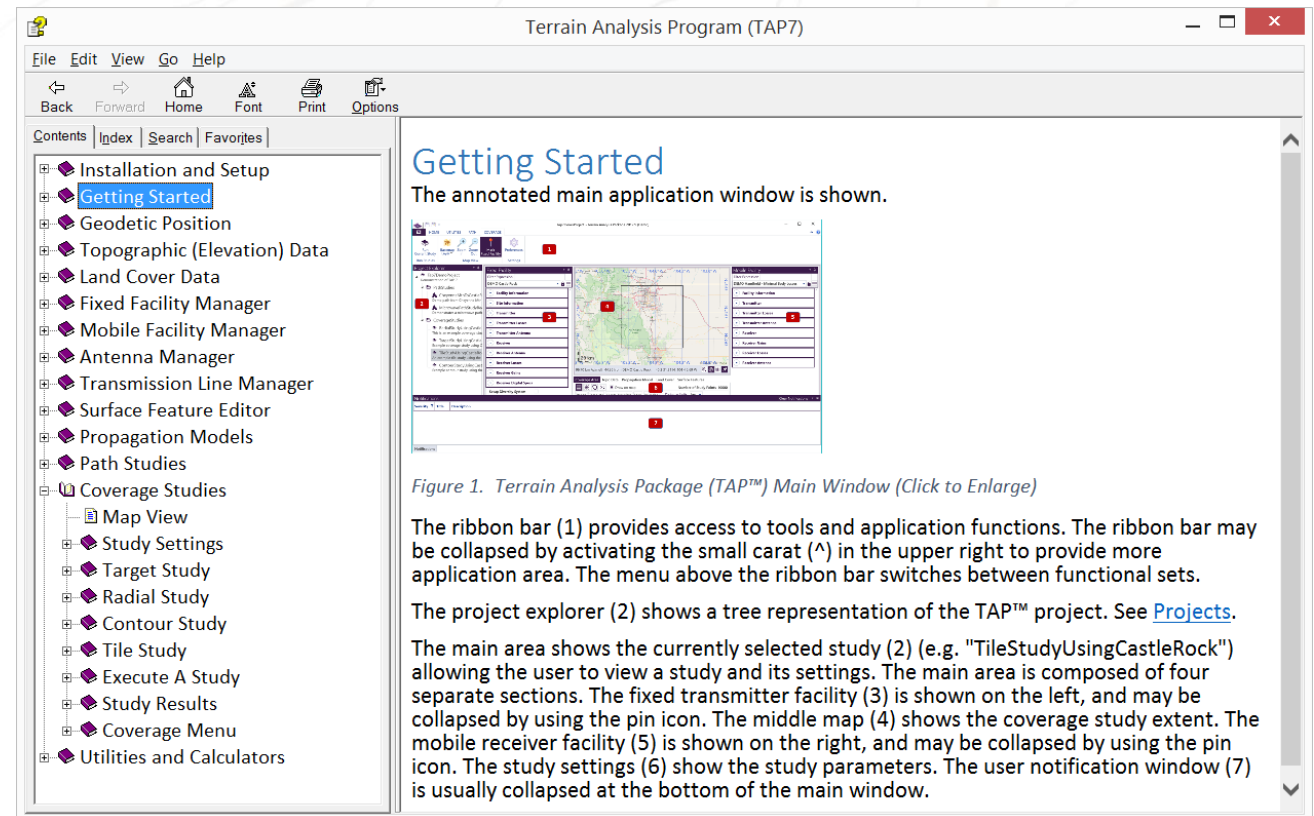 Terrain Analysis Program (TAP7)
File Edit View Go Help
Back Forward Home Font Print Options
Contents Index Search Favorites
Installation and Setup
Getting Started
Geodetic Position
Topographic (Elevation) Data
Land Cover Data
Fixed Facility Manager
Mobile Facility Manager
Antenna Manager
Transmission Line Manager
Surface Feature Editor
Propagation Models
Path Studies
Coverage Studies
Map View
Study Settings
Target Study
Radial Study
Contour Study
Tile Study
Execute A Study
Study Results
Coverage Menu
Utilities and Calculators
Getting Started
The annotated main application window is shown.
1
2
3
4
5
6
7
Figure 1. Terrain Analysis Package (TAP™) Main Window (Click to Enlarge)
The ribbon bar (1) provides access to tools and application functions. The ribbon bar may
be collapsed by activating the small carat (^) in the upper right to provide more
application area. The menu above the ribbon bar switches between functional sets.
The project explorer (2) shows a tree representation of the TAP™ project. See Projects.
The main area shows the currently selected study (2) (e.g. "TileStudyUsingCastleRock")
allowing the user to view a study and its settings. The main area is composed of four
separate sections. The fixed transmitter facility (3) is shown on the left, and may be
collapsed by using the pin icon. The middle map (4) shows the coverage study extent. The
mobile receiver facility (5) is shown on the right, and may be collapsed by using the pin
icon. The study settings (6) show the study parameters. The user notification window (7)
is usually collapsed at the bottom of the main window.